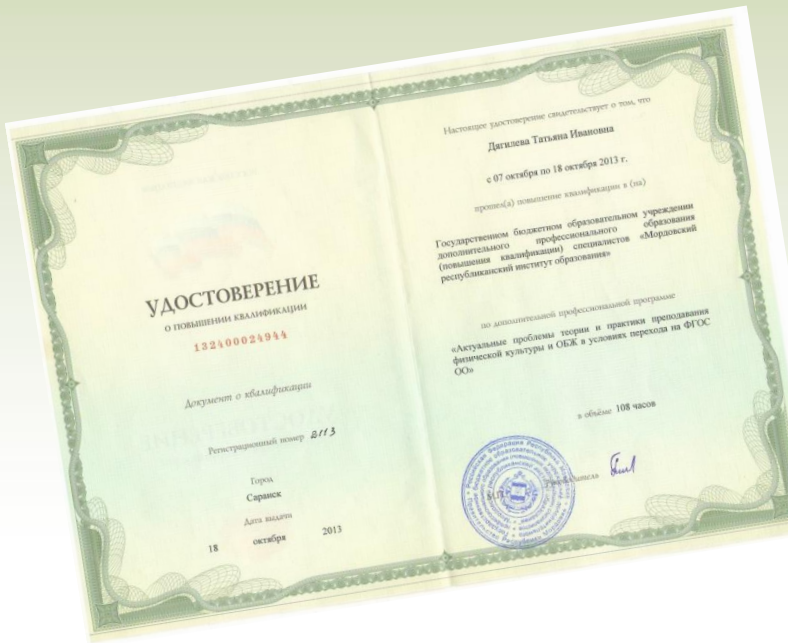 УДОСТОВЕРЕНИЕ
О ПОВЫШЕНИИ КВАЛИФИКАЦИИ
132400024944
Документ о квалификации
Регистрационный номер 2113
Город
Саранск
Дата выдачи
18 октября 2013
Настоящее удостоверение свидетельствует о том, что
Дягилева Татьяна Ивановна
с 07 октября по 18 октября 2013 г.
прошел(а) повышение квалификации в (на)
Государственном бюджетном образовательном учреждении
дополнительного профессионального образования
(повышения квалификации) специалистов «Мордовский
республиканский институт образования»
по дополнительной профессиональной программе
«Актуальные проблемы теории и практики преподавания
физической культуры и ОБЖ в условиях перехода на ФГОС
ОО»
в объёме 108 часов
М.П. Руководитель